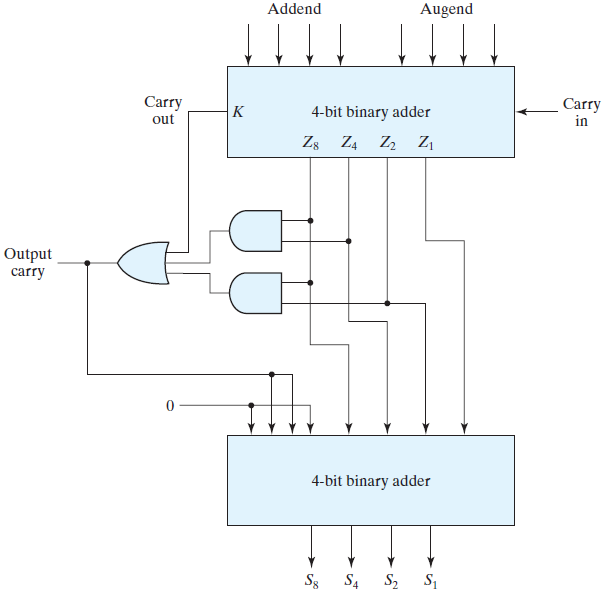 Addend Augend
Carry out
K
4-bit binary adder
Carry in
Z₈ Z₄ Z₂ Z₁
Output carry
0
4-bit binary adder
S₈ S₄ S₂ S₁